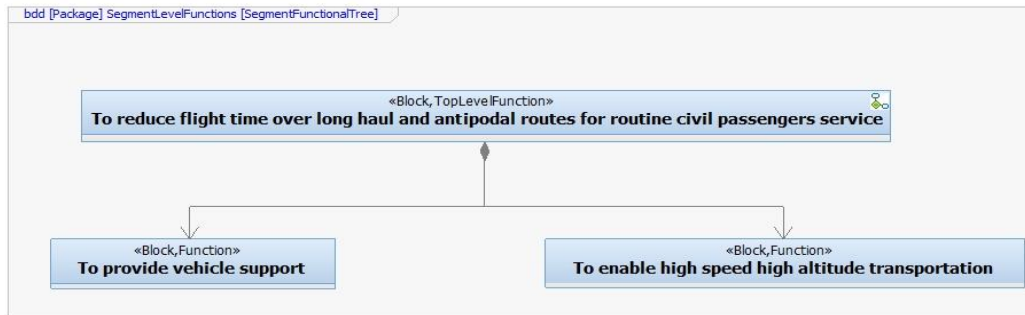 bdd [Package] SegmentLevelFunctions [SegmentFunctionalTree]
«Block,TopLevelFunction»
To reduce flight time over long haul and antipodal routes for routine civil passengers service
«Block,Function»
To provide vehicle support
«Block,Function»
To enable high speed high altitude transportation